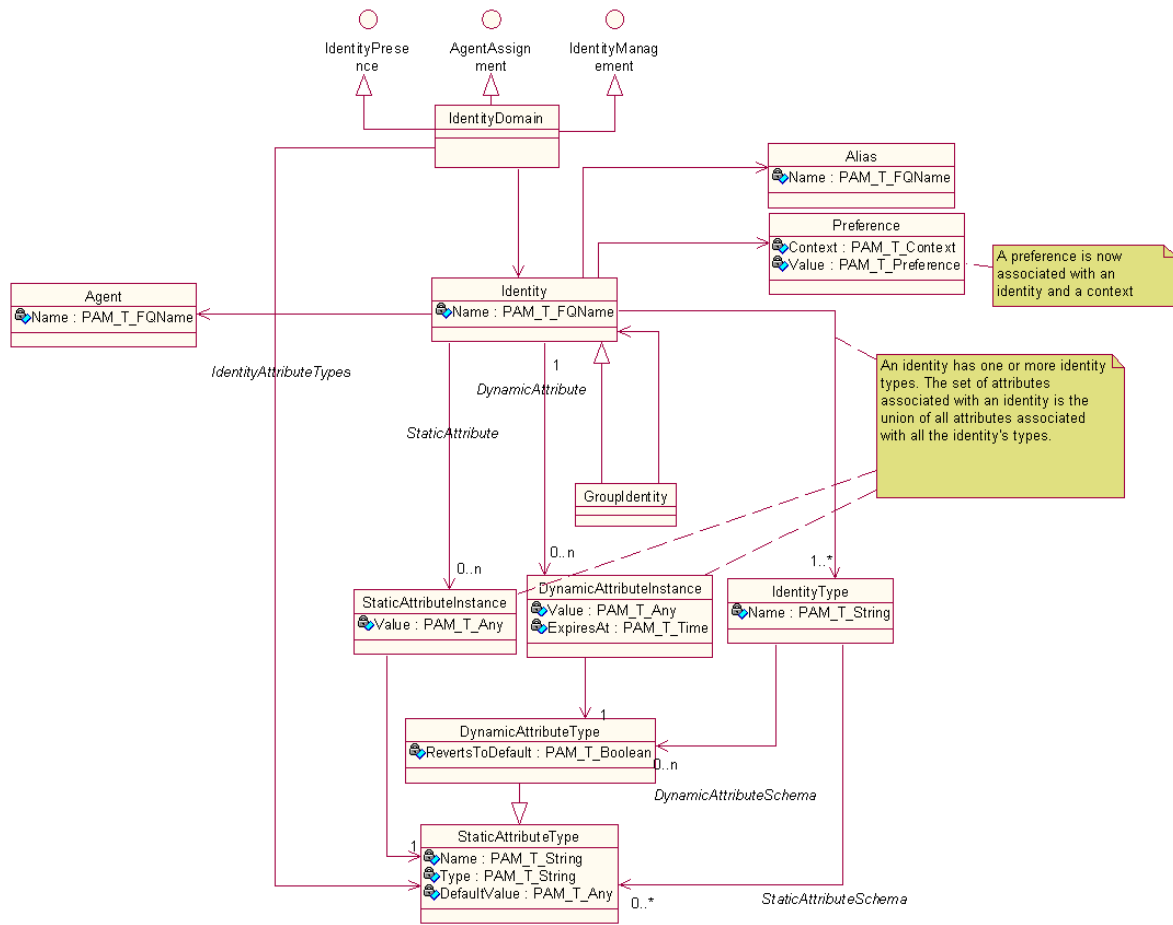 IdentityPrese
nce
AgentAssign
ment
IdentityManag
ement
IdentityDomain
Alias
Name : PAM_T_FQName
Preference
Context : PAM_T_Context
Value : PAM_T_Preference
A preference is now
associated with an
identity and a context
Agent
Name : PAM_T_FQName
Identity
Name : PAM_T_FQName
An identity has one or more identity
types. The set of attributes
associated with an identity is the
union of all attributes associated
with all the identity's types.
IdentityAttributeTypes
1
DynamicAttribute
StaticAttribute
GroupIdentity
0..n
0..n
1..*
StaticAttributeInstance
Value : PAM_T_Any
DynamicAttributeInstance
Value : PAM_T_Any
ExpiresAt : PAM_T_Time
IdentityType
Name : PAM_T_String
1
DynamicAttributeType
RevertsToDefault : PAM_T_Boolean
0..n
DynamicAttributeSchema
1
StaticAttributeType
Name : PAM_T_String
Type : PAM_T_String
DefaultValue : PAM_T_Any
0..*
StaticAttributeSchema